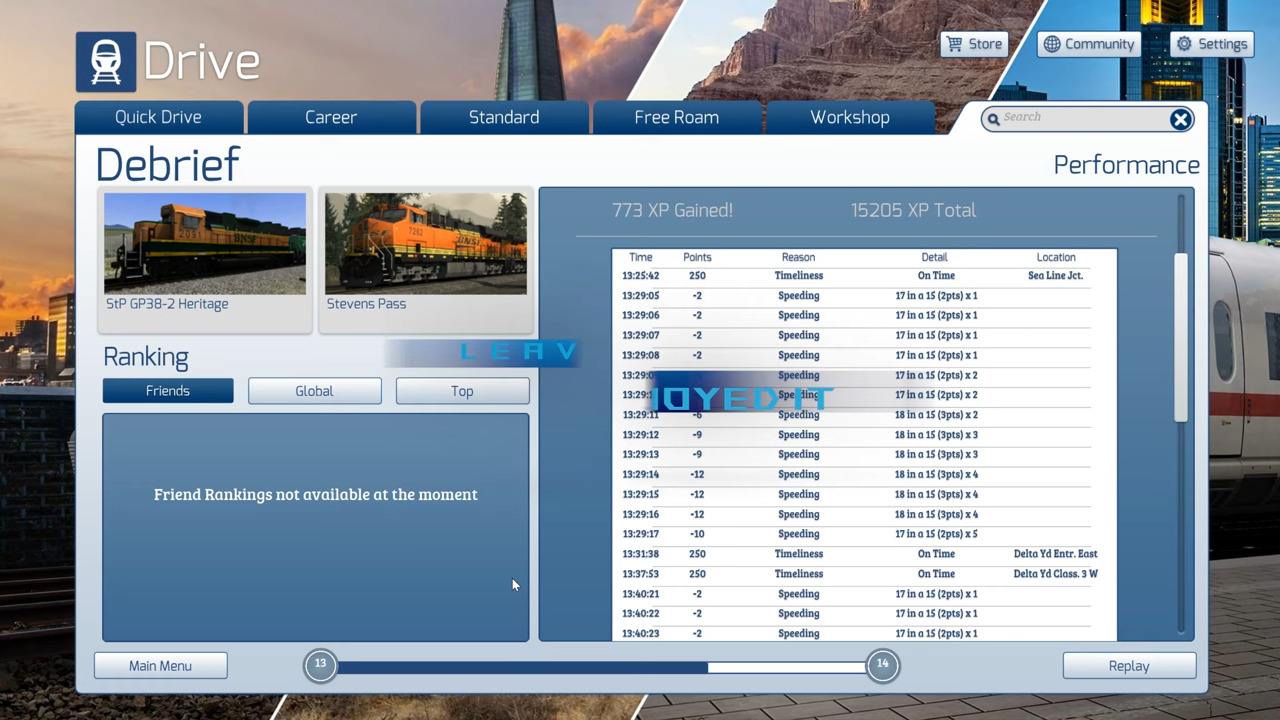 Drive
Store
Community
Settings
Quick Drive
Career
Standard
Free Roam
Workshop
Search
Debrief
Performance
StP GP38-2 Heritage
Stevens Pass
Ranking
Friends
Global
Top
Friend Rankings not available at the moment
773 XP Gained! 15205 XP Total
Time Points Reason Detail Location
13:25:42 250 Timeliness On Time Sea Line Jct.
13:29:05 -2 Speeding 17 in a 15 (2pts) x 1
13:29:06 -2 Speeding 17 in a 15 (2pts) x 1
13:29:07 -2 Speeding 17 in a 15 (2pts) x 1
13:29:08 -2 Speeding 17 in a 15 (2pts) x 1
Speeding 17 in a 15 (2pts) x 2
Speeding 17 in a 15 (2pts) x 2
13:29:11 -6 Speeding 18 in a 15 (3pts) x 2
13:29:12 -9 Speeding 18 in a 15 (3pts) x 3
13:29:13 -9 Speeding 18 in a 15 (3pts) x 3
13:29:14 -12 Speeding 18 in a 15 (3pts) x 4
13:29:15 -12 Speeding 18 in a 15 (3pts) x 4
13:29:16 -12 Speeding 18 in a 15 (3pts) x 4
13:29:17 -10 Speeding 17 in a 15 (2pts) x 5
13:31:38 250 Timeliness On Time Delta Yd Entr. East
13:37:53 250 Timeliness On Time Delta Yd Class. 3 W
13:40:21 -2 Speeding 17 in a 15 (2pts) x 1
13:40:22 -2 Speeding 17 in a 15 (2pts) x 1
13:40:23 -2 Speeding 17 in a 15 (2pts) x 1
LEAV
OYED IT
Main Menu
13
14
Replay